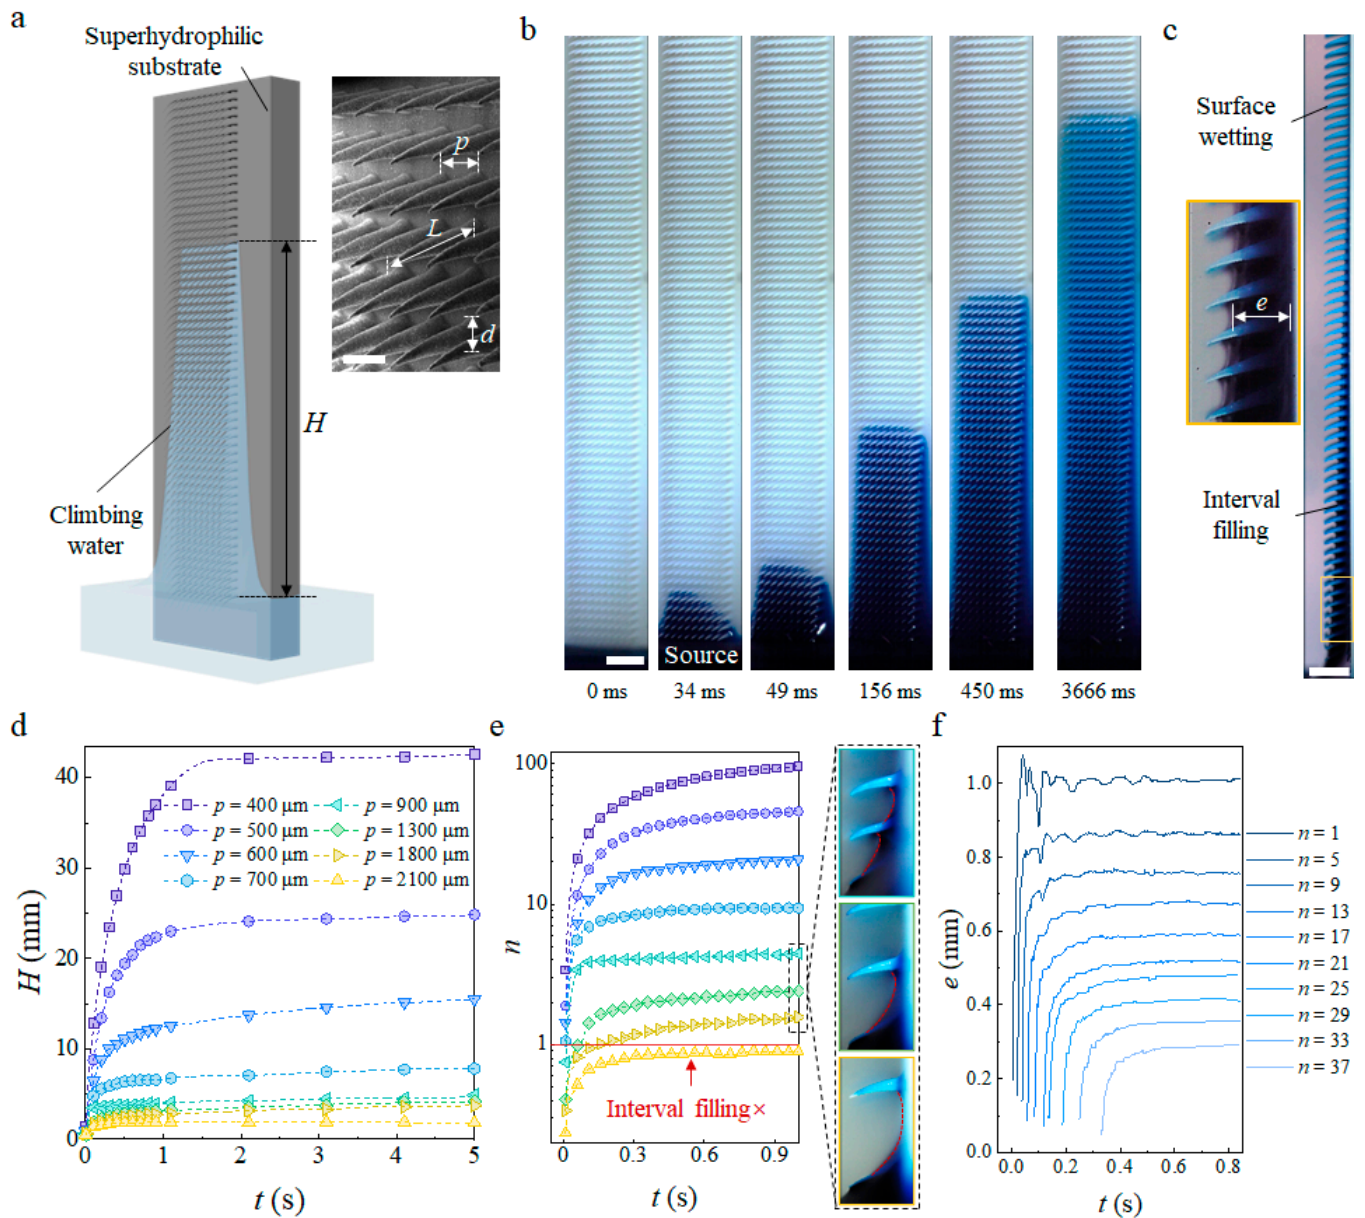 a
Superhydrophilic
substrate
p
L
d
H
Climbing
water
b
Source
0 ms
34 ms
49 ms
156 ms
450 ms
3666 ms
c
Surface
wetting
e
Interval
filling
d
H (mm)
40
30
20
10
0
p = 400 μm
p = 500 μm
p = 600 μm
p = 700 μm
p = 900 μm
p = 1300 μm
p = 1800 μm
p = 2100 μm
0
1
2
3
4
5
t (s)
e
n
100
10
1
Interval filling×
0
0.3
0.6
0.9
t (s)
f
e (mm)
1.0
0.8
0.6
0.4
0.2
0.0
n = 1
n = 5
n = 9
n = 13
n = 17
n = 21
n = 25
n = 29
n = 33
n = 37
0.0
0.2
0.4
0.6
0.8
t (s)